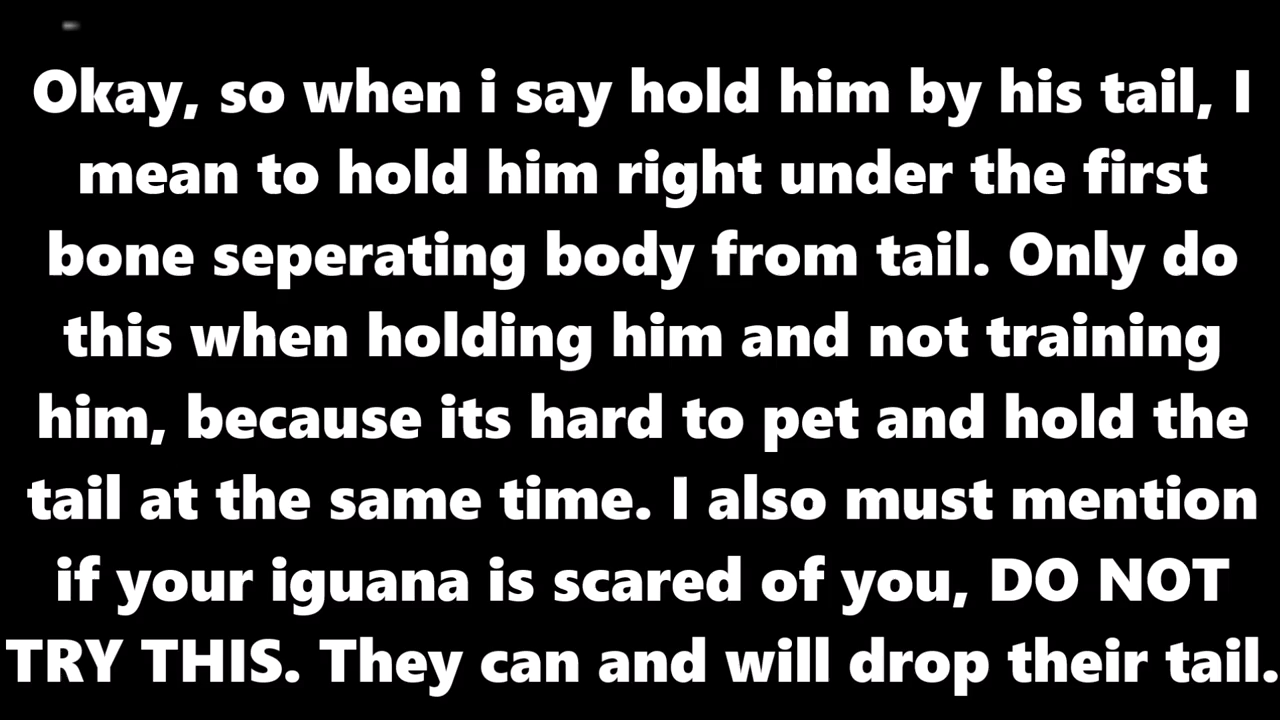 Okay, so when i say hold him by his tail, I
mean to hold him right under the first
bone seperating body from tail. Only do
this when holding him and not training
him, because its hard to pet and hold the
tail at the same time. I also must mention
if your iguana is scared of you, DO NOT
TRY THIS. They can and will drop their tail.